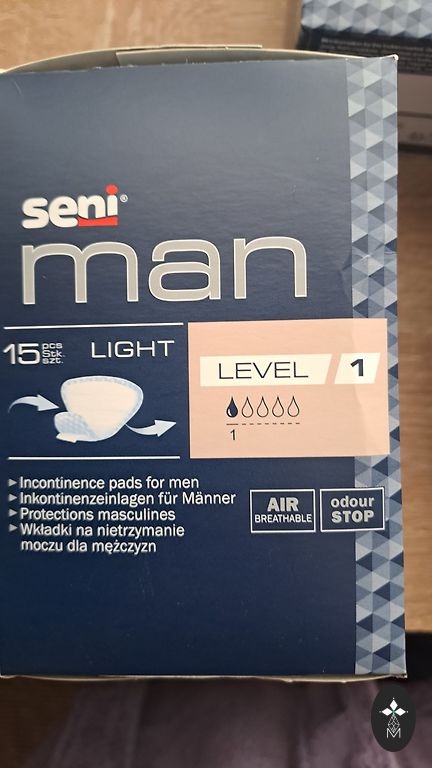 seni®
man
15 pcs Stk. szt.
LIGHT
LEVEL / 1
1
▸Incontinence pads for men
▸Inkontinenzeinlagen für Männer
▸Protections masculines
▸Wkładki na nietrzymanie
moczu dla mężczyzn
AIR
BREATHABLE
odour
STOP
M